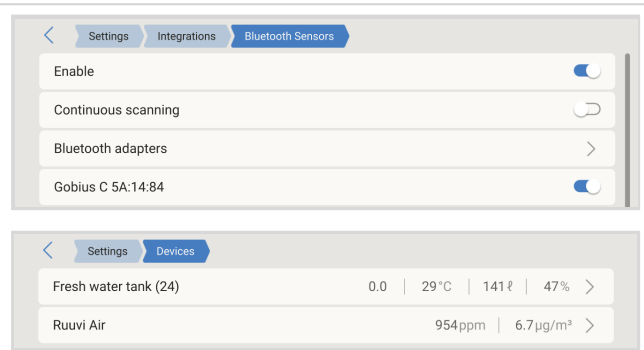 Settings Integrations Bluetooth Sensors
Enable
Continuous scanning
Bluetooth adapters
Gobius C 5A:14:84
Settings Devices
Fresh water tank (24) 0.0 29°C 141ℓ 47%
Ruuvi Air 954ppm 6.7µg/m³